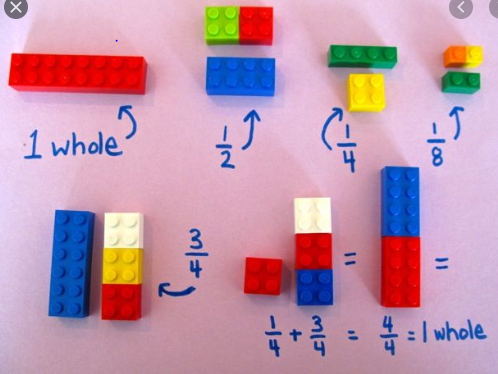 1 whole
1/2
1/4
1/8
3/4
= =
1/4 + 3/4 = 4/4 = 1 whole